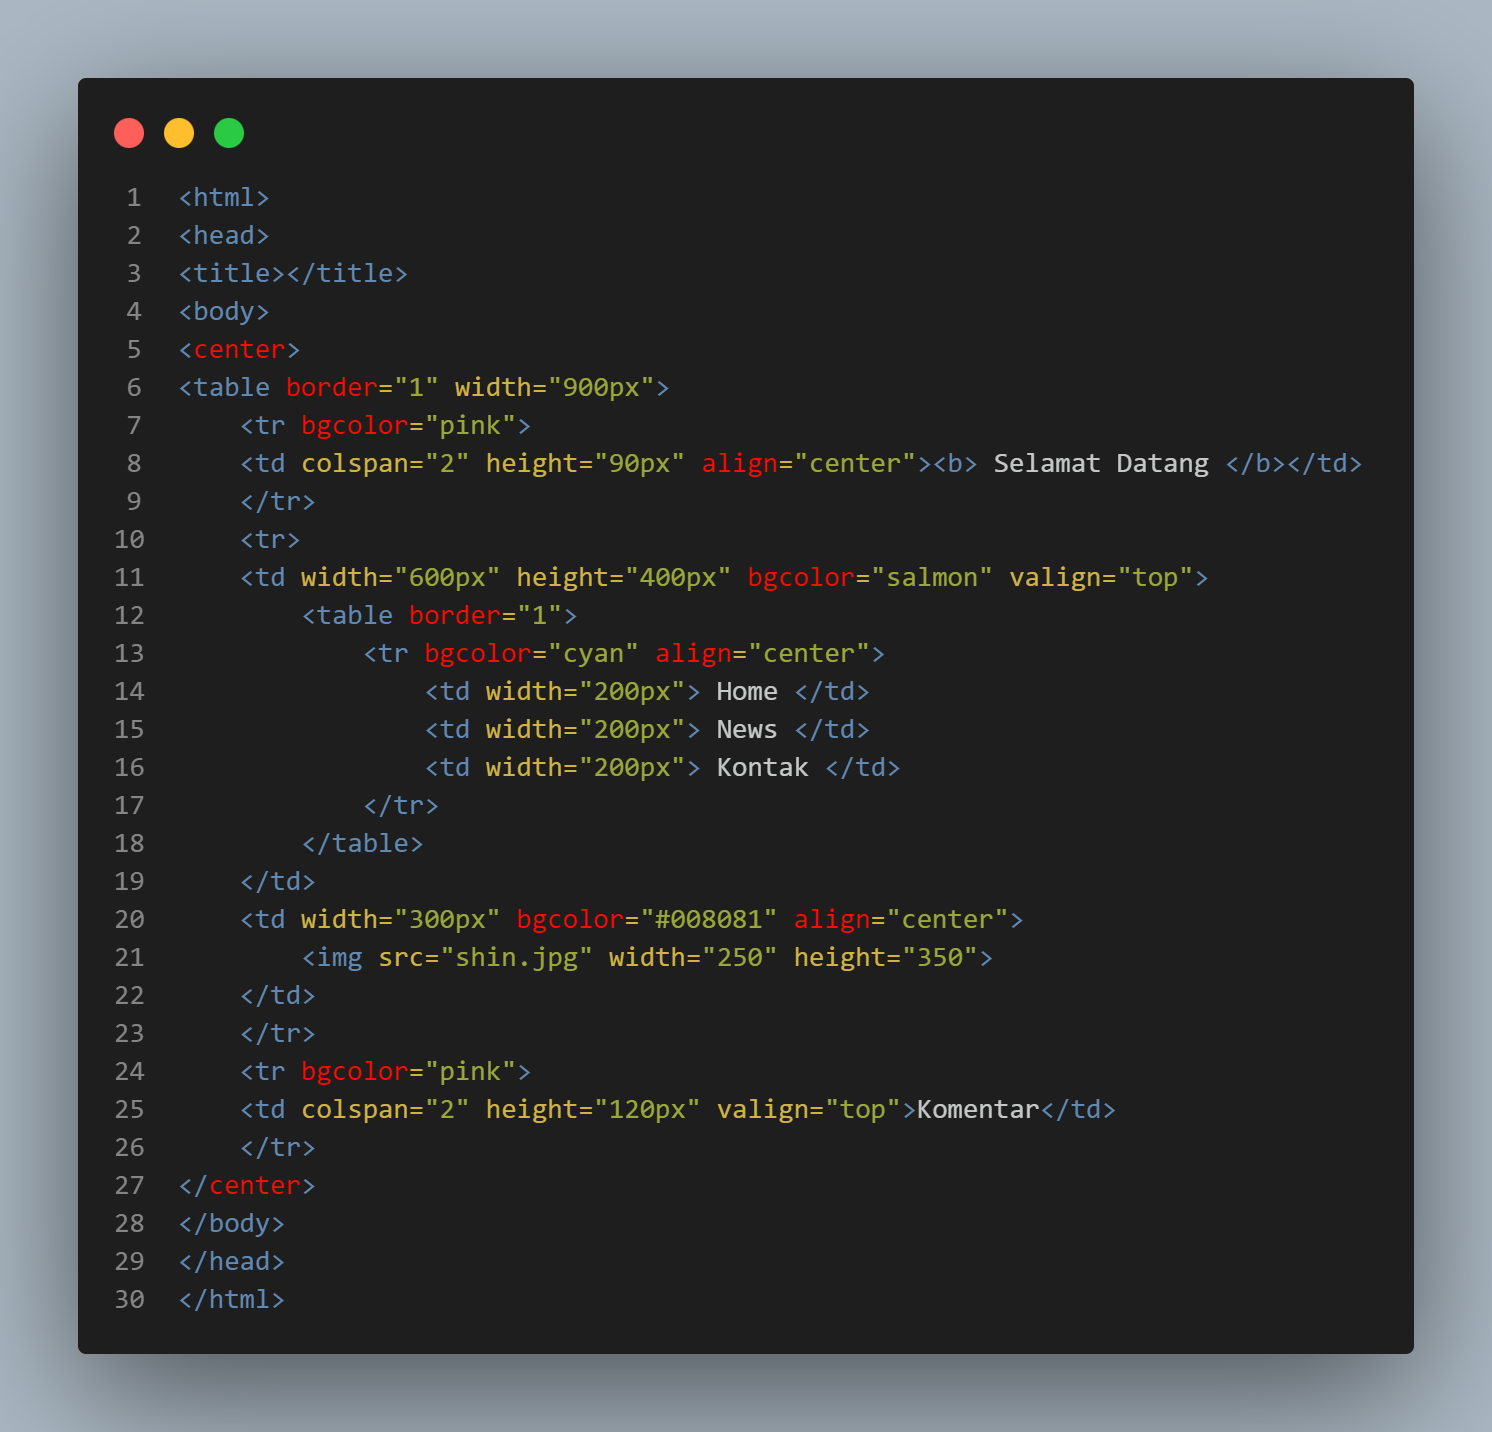 1 <html>
2 <head>
3 <title></title>
4 <body>
5 <center>
6 <table border="1" width="900px">
7     <tr bgcolor="pink">
8     <td colspan="2" height="90px" align="center"><b> Selamat Datang </b></td>
9     </tr>
10     <tr>
11     <td width="600px" height="400px" bgcolor="salmon" valign="top">
12         <table border="1">
13             <tr bgcolor="cyan" align="center">
14                 <td width="200px"> Home </td>
15                 <td width="200px"> News </td>
16                 <td width="200px"> Kontak </td>
17             </tr>
18         </table>
19     </td>
20     <td width="300px" bgcolor="#008081" align="center">
21         <img src="shin.jpg" width="250" height="350">
22     </td>
23     </tr>
24     <tr bgcolor="pink">
25     <td colspan="2" height="120px" valign="top">Komentar</td>
26     </tr>
27 </center>
28 </body>
29 </head>
30 </html>